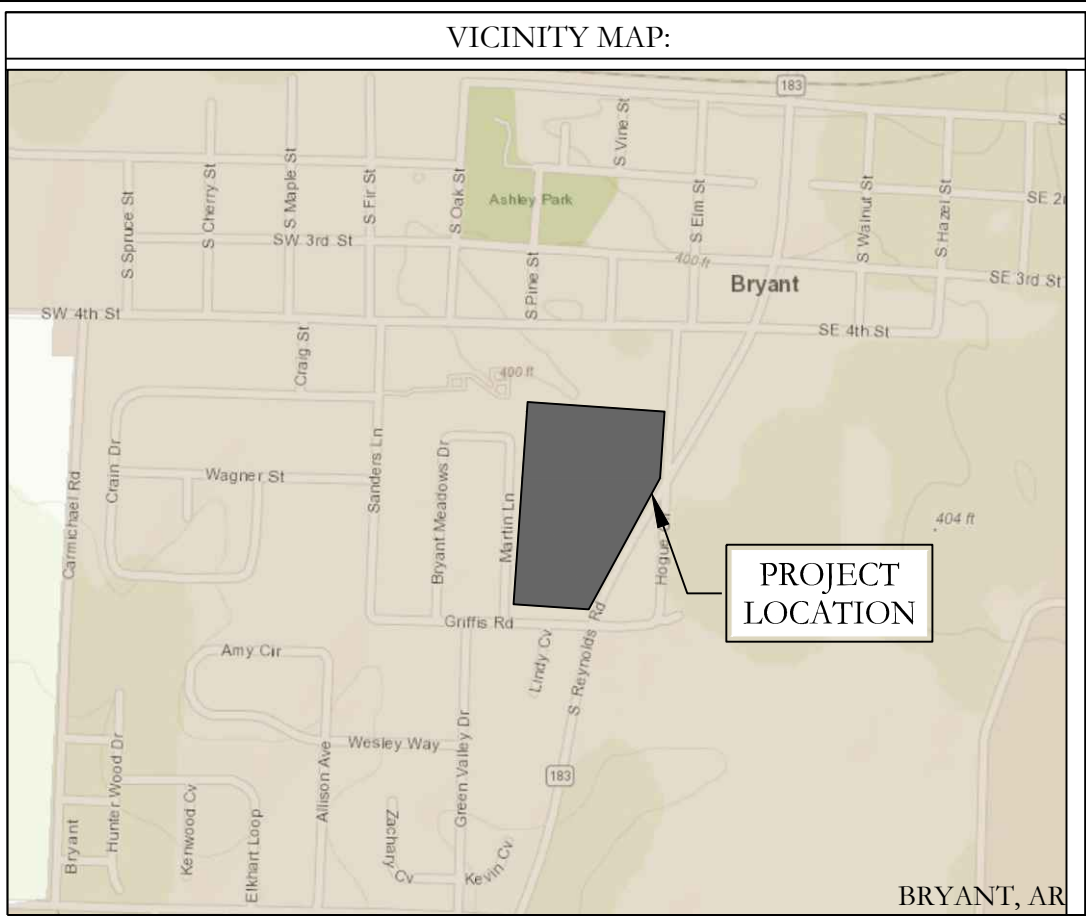 VICINITY MAP:
183
S Vine St
S Cherry St
S Maple St
S Fir St
S Oak St
S Spruce St
Ashley Park
S Elm St
S Walnut St
S Hazel St
SE 2
SW 3rd St
S Pine St
400 ft
Bryant
SE 3rd St
SW 4th St
SE 4th St
Craig St
400 ft
Crain Dr
Sanders Ln
Bryant Meadows Dr
Wagner St
Martin Ln
Carmichael Rd
404 ft
PROJECT
LOCATION
Griffis Rd
Lindy Cv
S Reynolds Rd
Amy Cir
Wesley Way
Green Valley Dr
183
Hunter Wood Dr
Allison Ave
Kenwood Cv
Elkhart Loop
Zachary
Cv
Kevin Cv
Bryant
BRYANT, AR